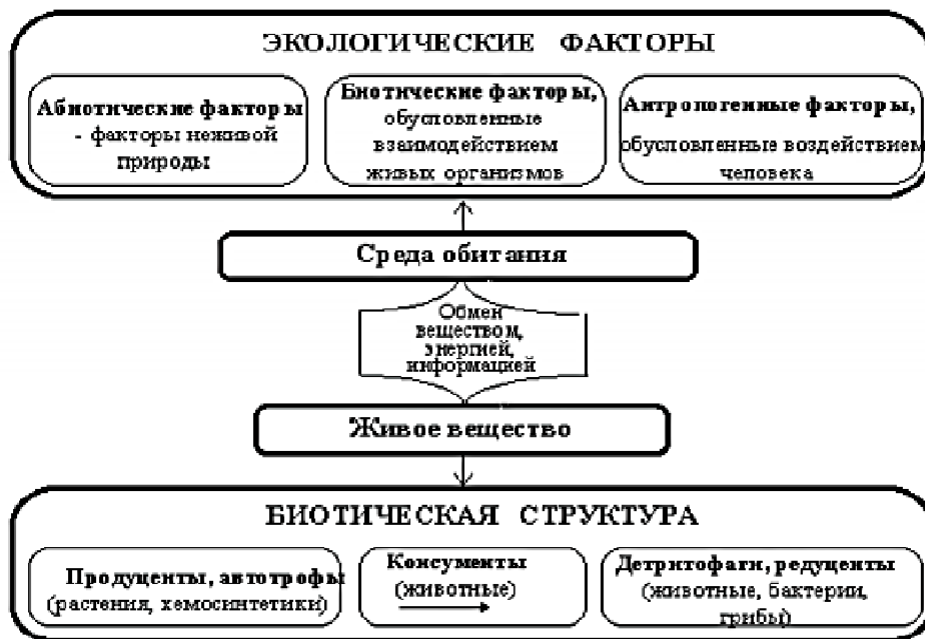 ЭКОЛОГИЧЕСКИЕ ФАКТОРЫ
Абиотические факторы
- факторы неживой
природы
Биотические факторы,
обусловленные
взаимодействием
живых организмов
Антропогенные факторы,
обусловленные воздействием
человека
Среда обитания
Обмен
веществом,
энергией,
информацией
Живое вещество
БИОТИЧЕСКАЯ СТРУКТУРА
Продуценты, автотрофы
(растения, хемосинтетики)
Консументы
(животные)
Детритофаги, редуценты
(животные, бактерии,
грибы)